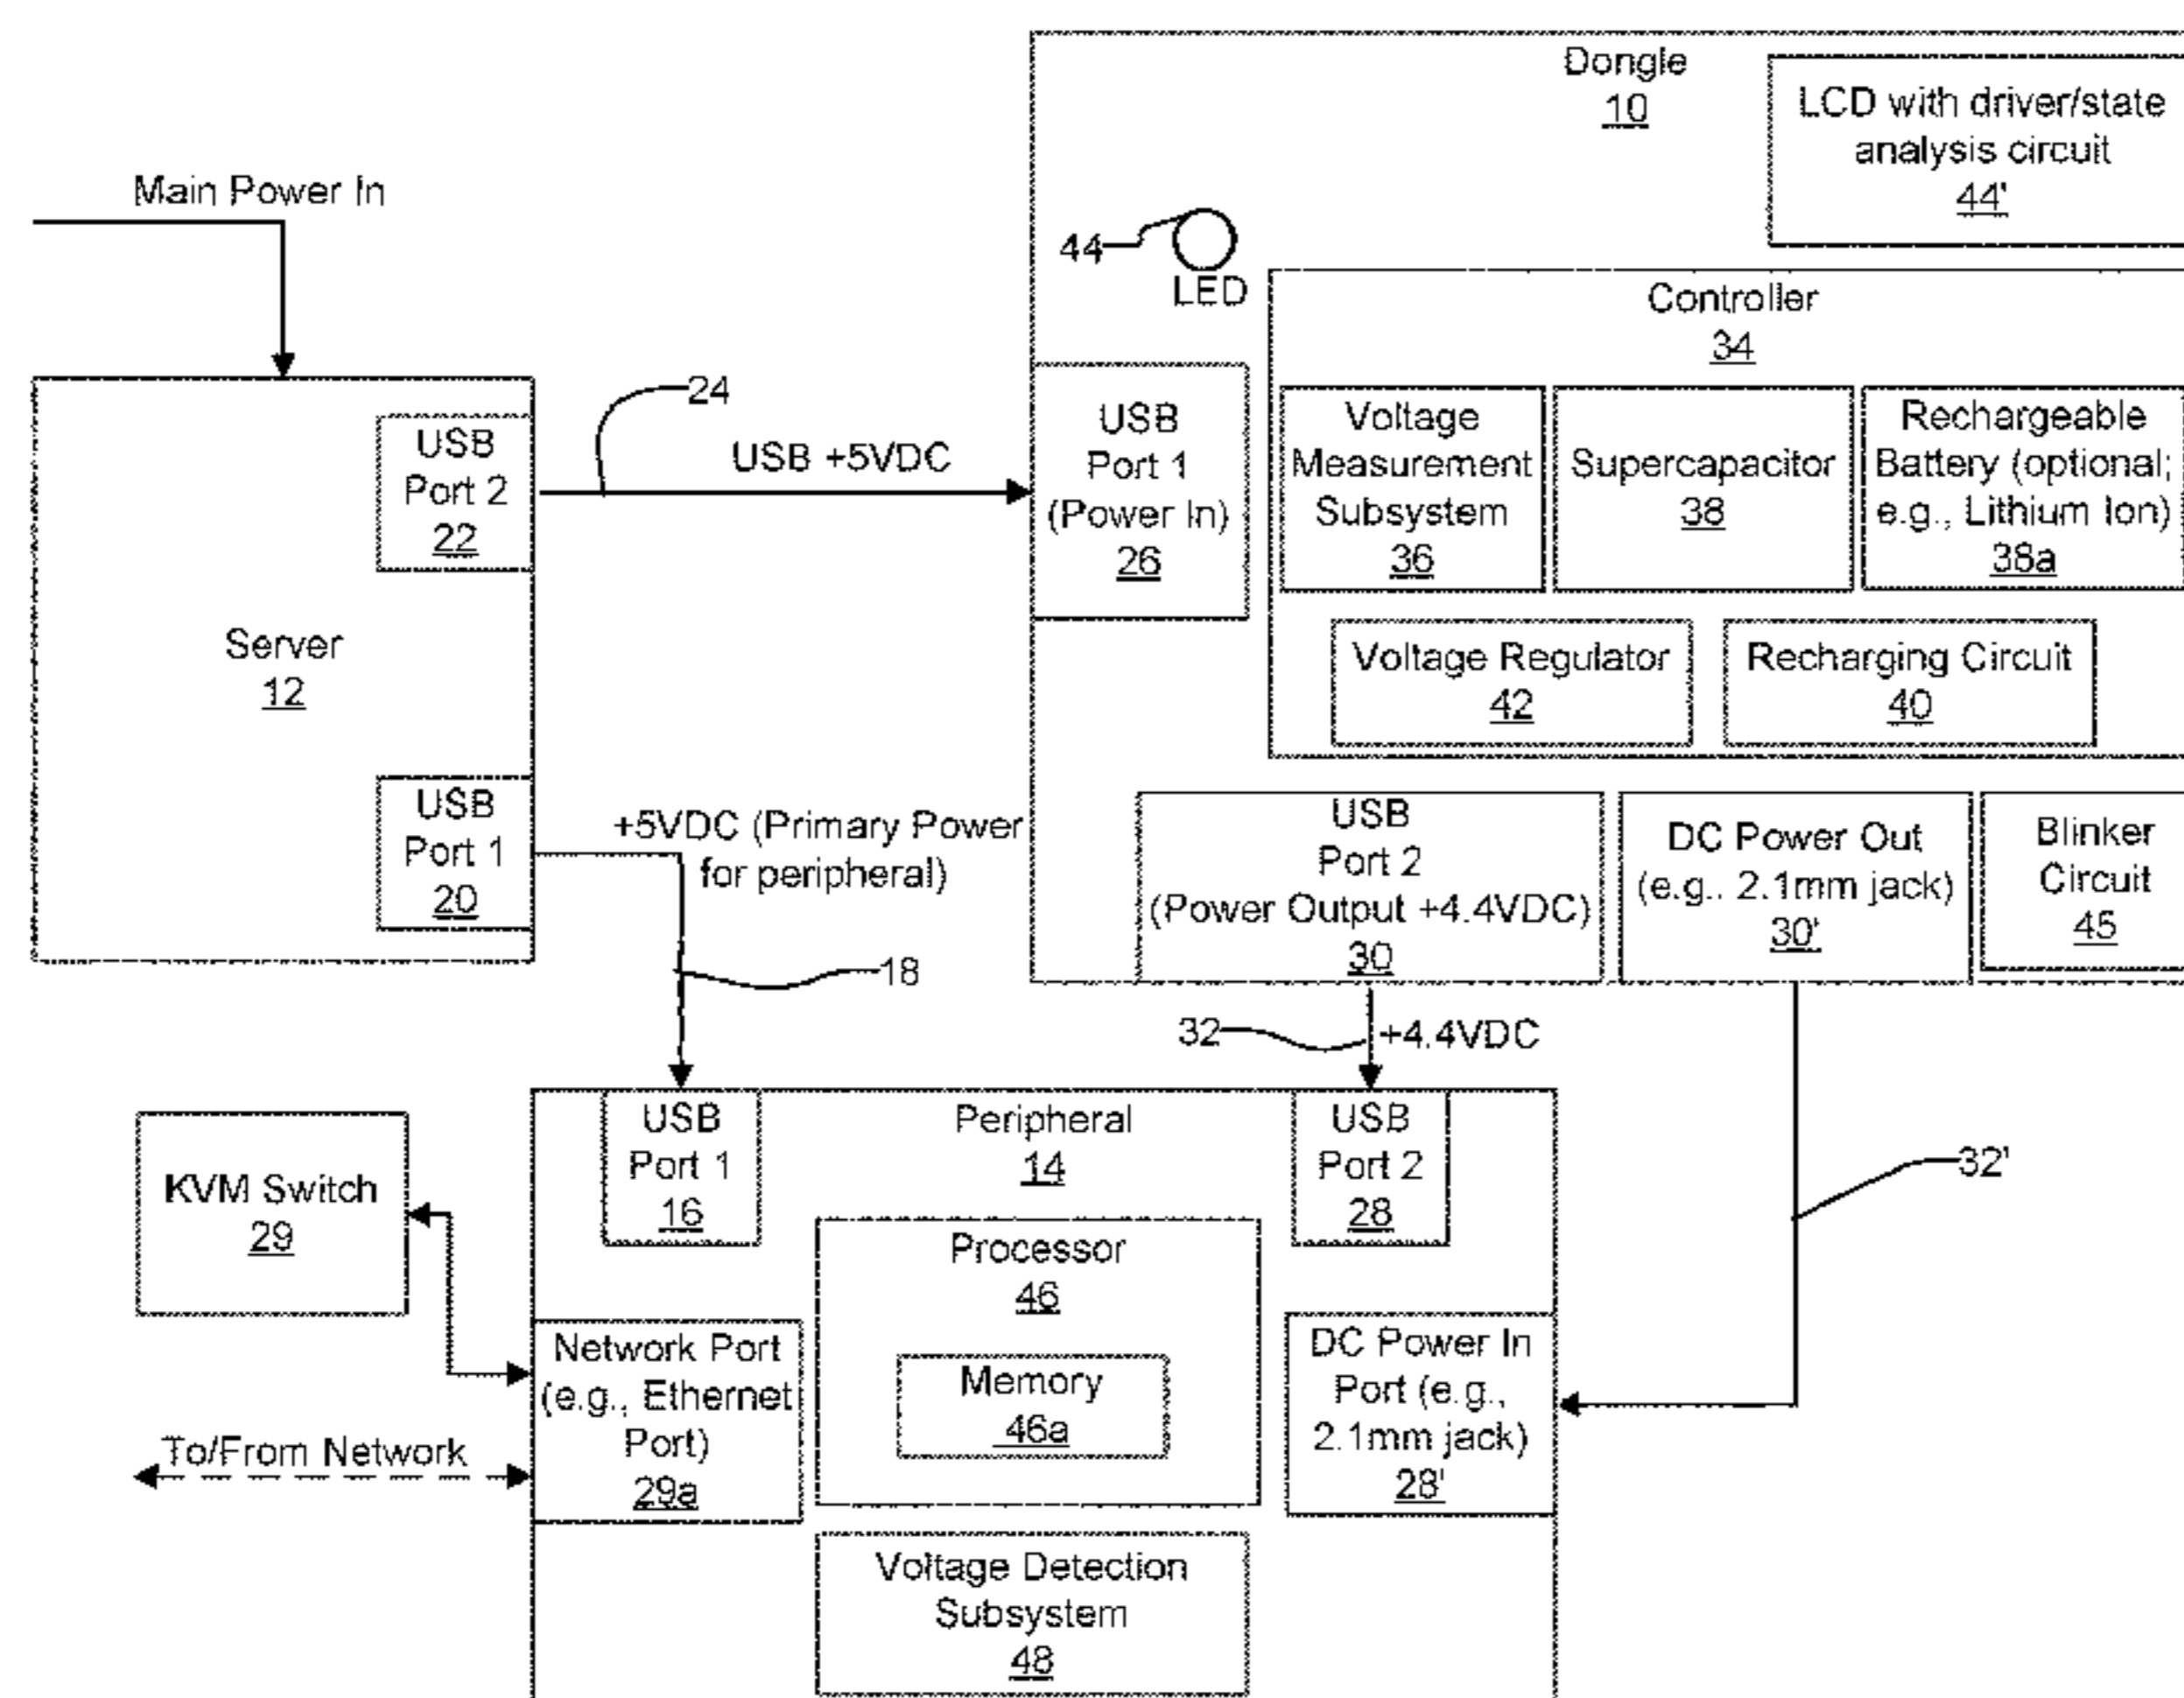 Main Power In
Server
12
USB
Port 2
22
USB
Port 1
20
24
USB +5VDC
+5VDC (Primary Power
for peripheral)
18
Dongle
10
LCD with driver/state
analysis circuit
44'
44
LED
USB
Port 1
(Power In)
26
Controller
34
Voltage
Measurement
Subsystem
36
Supercapacitor
38
Rechargeable
Battery (optional;
e.g., Lithium Ion)
38a
Voltage Regulator
42
Recharging Circuit
40
USB
Port 2
(Power Output +4.4VDC)
30
DC Power Out
(e.g.. 2.1mm jack)
30'
Blinker
Circuit
45
32
+4.4VDC
32'
KVM Switch
29
To/From Network
Peripheral
14
USB
Port 1
16
USB
Port 2
28
Processor
46
Memory
46a
Network Port
(e.g., Ethernet
Port)
29a
DC Power In
Port (e.g.,
2.1mm jack)
28'
Voltage Detection
Subsystem
48